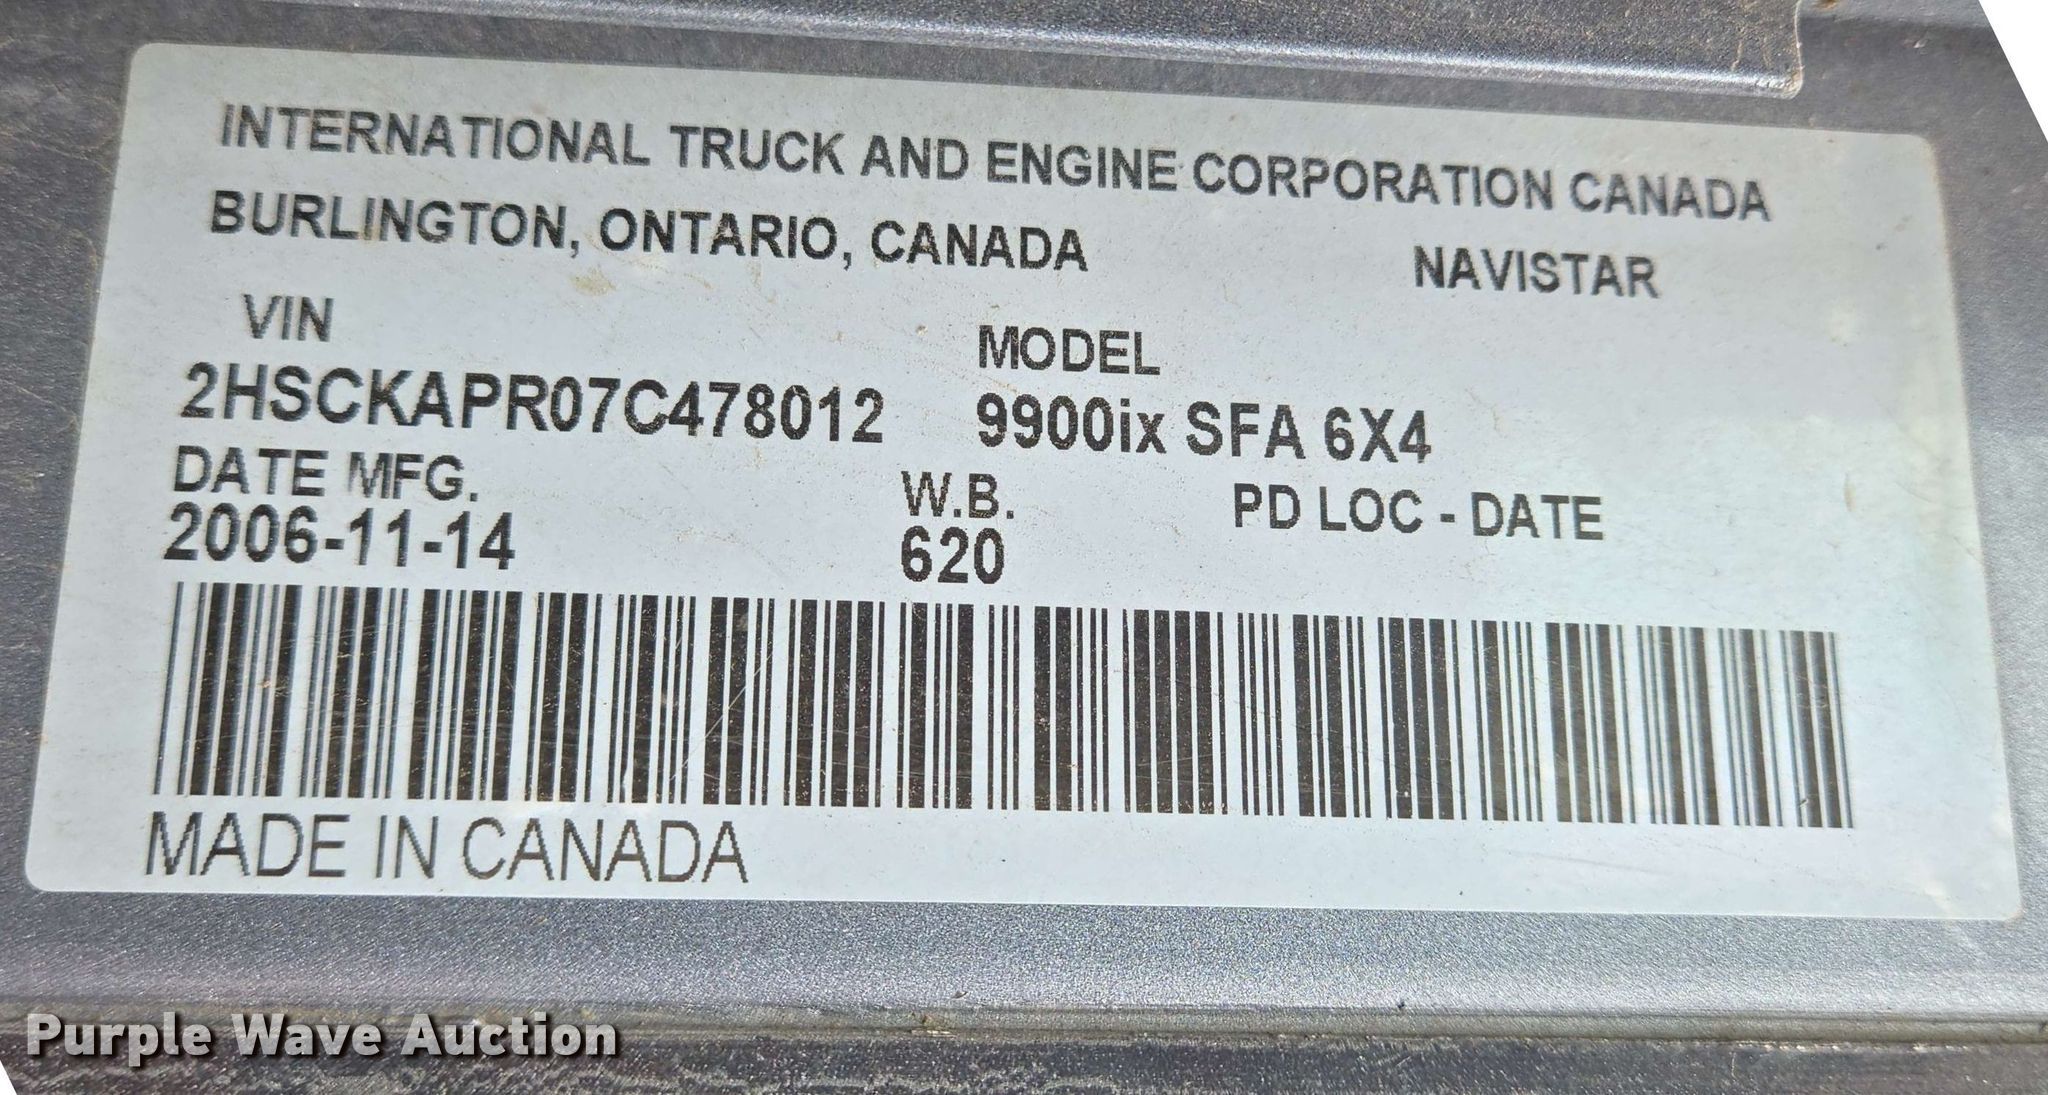 INTERNATIONAL TRUCK AND ENGINE CORPORATION CANADA
BURLINGTON, ONTARIO, CANADA NAVISTAR
VIN MODEL
2HSCKAPR07C478012 9900ix SFA 6X4
DATE MFG. W.B. PD LOC - DATE
2006-11-14 620
MADE IN CANADA
Purple Wave Auction